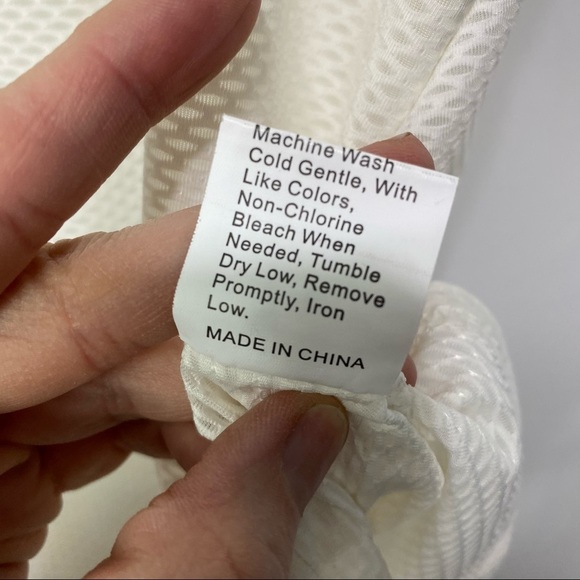 Machine Wash
Cold Gentle, With
Like Colors,
Non-Chlorine
Bleach When
Needed, Tumble
Dry Low, Remove
Promptly, Iron
Low.
MADE IN CHINA